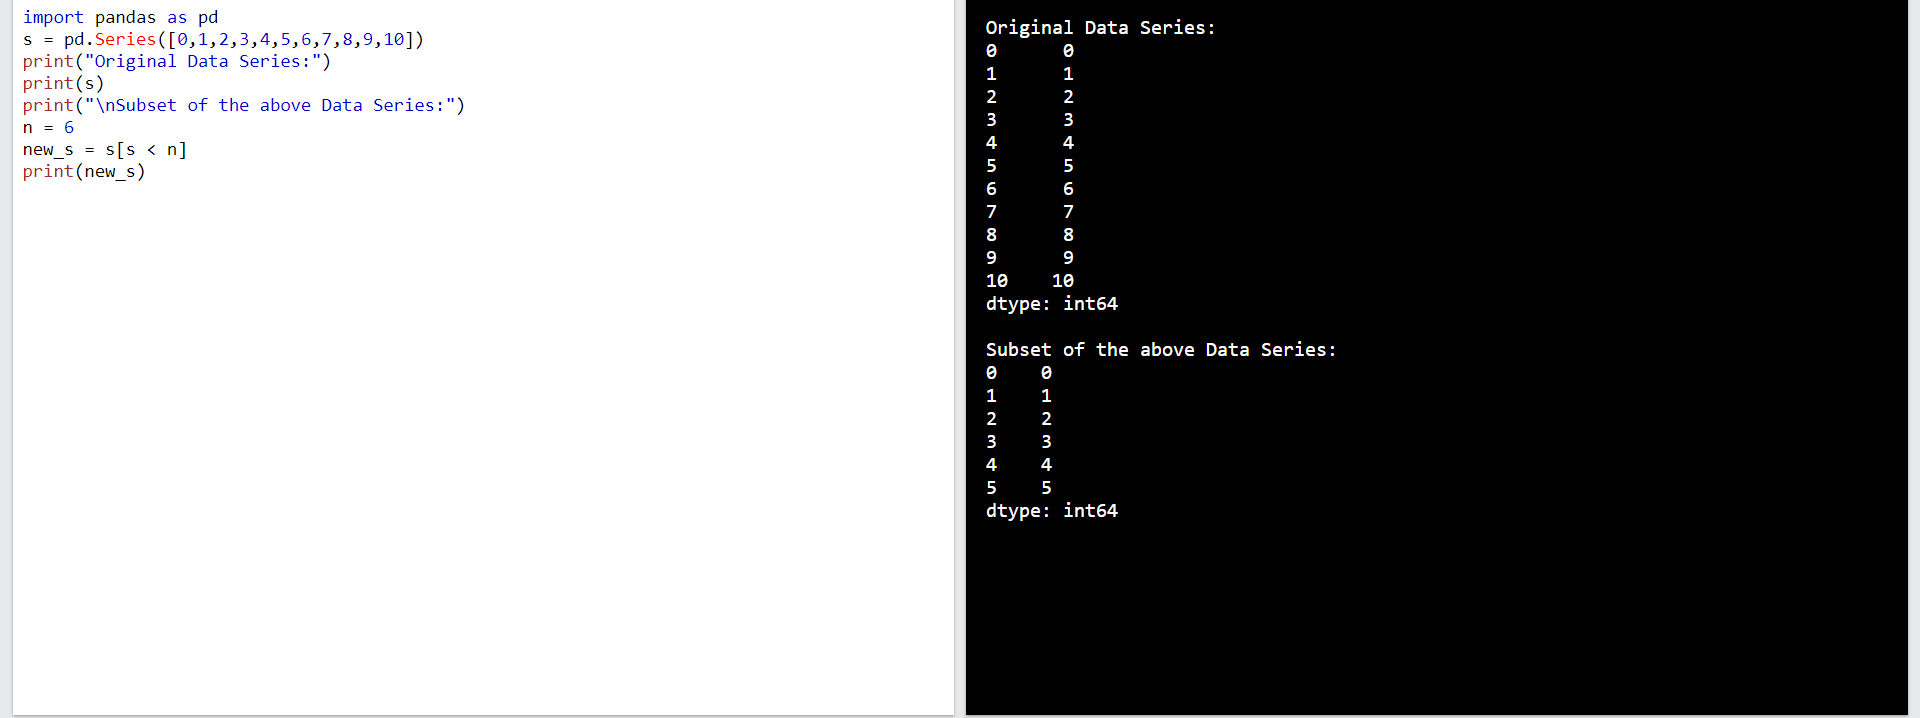 import pandas as pd
s = pd.Series([0,1,2,3,4,5,6,7,8,9,10])
print("Original Data Series:")
print(s)
print("\nSubset of the above Data Series:")
n = 6
new_s = s[s < n]
print(new_s)
Original Data Series:
0      0
1      1
2      2
3      3
4      4
5      5
6      6
7      7
8      8
9      9
10    10
dtype: int64

Subset of the above Data Series:
0    0
1    1
2    2
3    3
4    4
5    5
dtype: int64